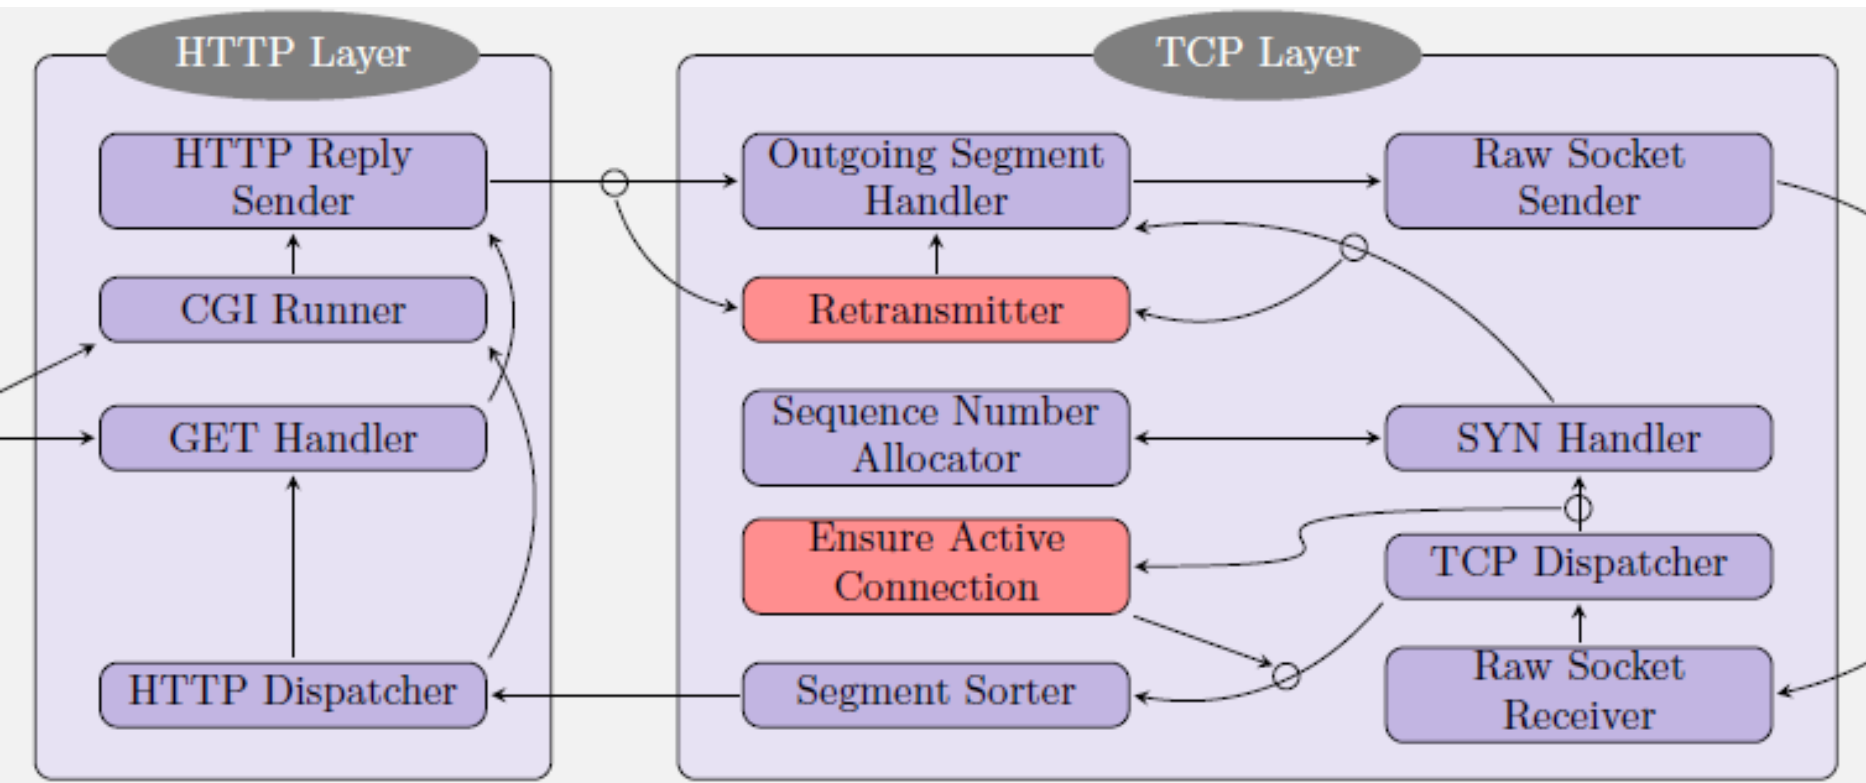 HTTP Layer
HTTP Reply
Sender
CGI Runner
GET Handler
HTTP Dispatcher
TCP Layer
Outgoing Segment
Handler
Raw Socket
Sender
Retransmitter
Sequence Number
Allocator
SYN Handler
Ensure Active
Connection
TCP Dispatcher
Segment Sorter
Raw Socket
Receiver